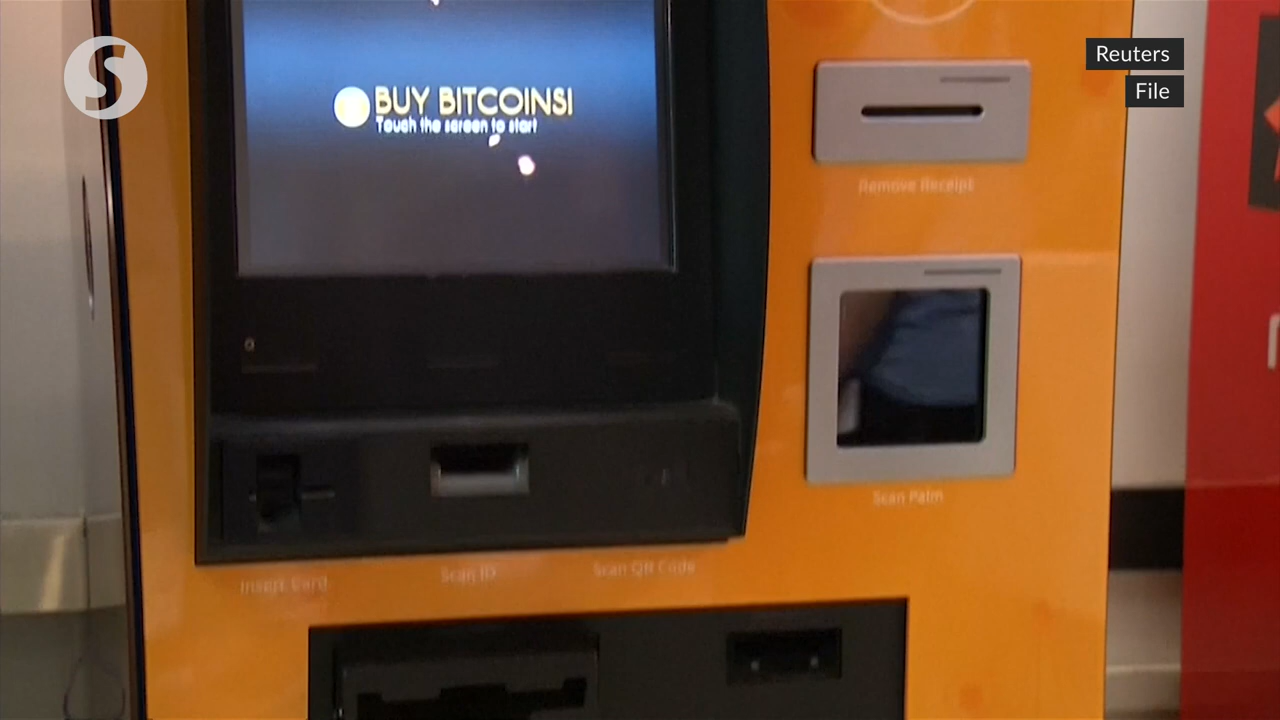 S
Reuters
File
BUY BITCOINS!
Touch the screen to start
Remove Receipt
Scan Palm
Insert Card
Scan ID
Scan QR Code